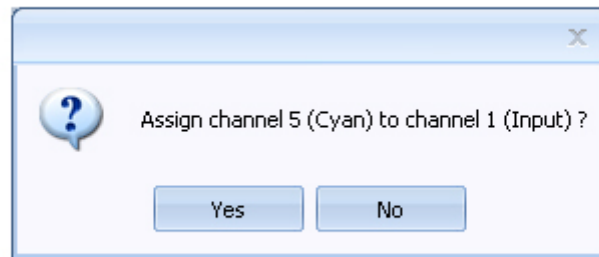 Assign channel 5 (Cyan) to channel 1 (Input) ?
Yes No